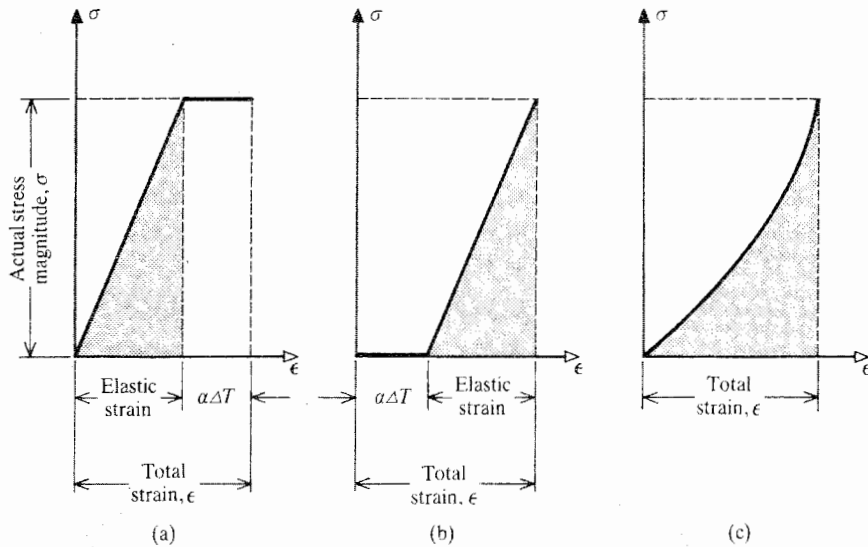 σ
σ
σ
Actual stress
magnitude, σ
ϵ
ϵ
ϵ
Elastic
strain
αΔT
αΔT
Elastic
strain
Total
strain, ϵ
Total
strain, ϵ
Total
strain, ϵ
(a)
(b)
(c)